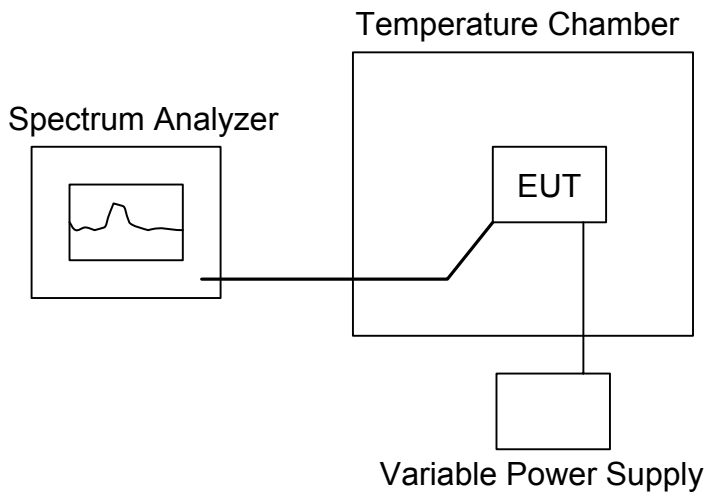 Temperature Chamber
Spectrum Analyzer
EUT
Variable Power Supply